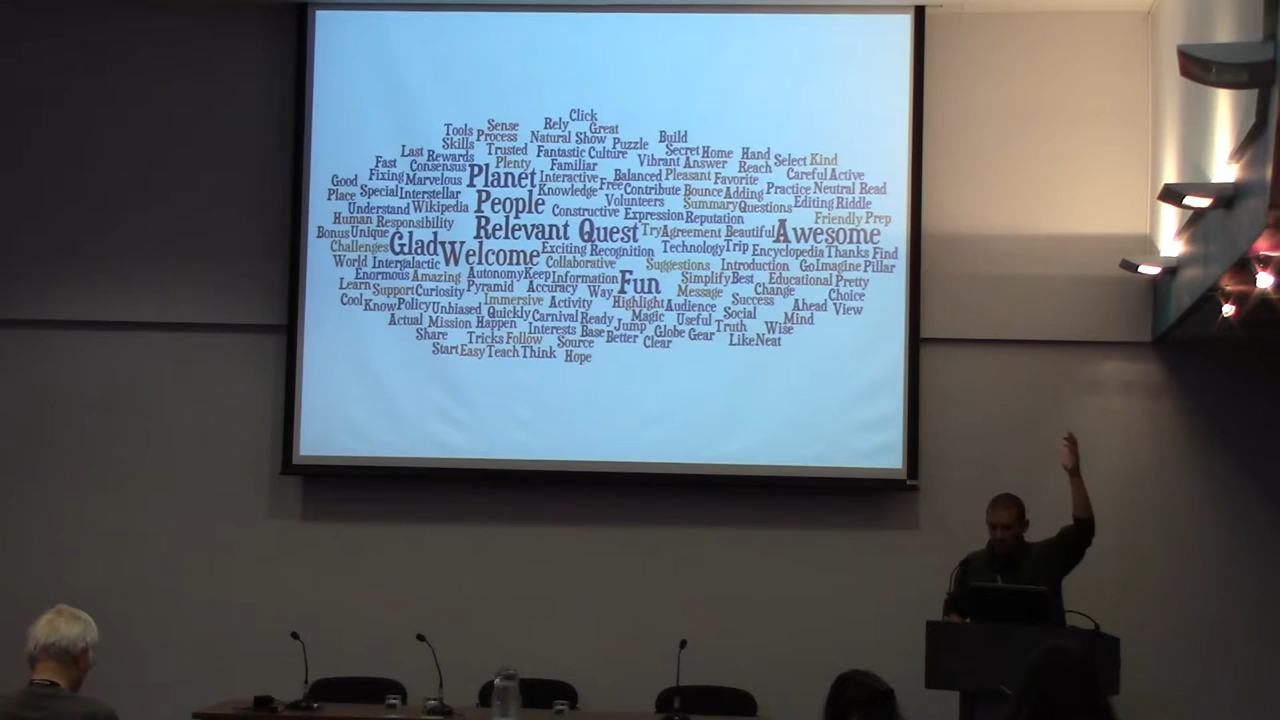 Click
Tools Sense Rely Great
Skills Process Natural Show Puzzle Build
Last Rewards Trusted Fantastic Culture Secret Home Hand Select Kind
Fast Consensus Plenty Familiar Vibrant Answer Reach Careful Active
Good Fixing Marvelous Planet Interactive Balanced Pleasant Favorite
Place Special Interstellar Knowledge Free Contribute Bounce Adding Practice Neutral Read
Understand Wikipedia People Constructive Volunteers Summary Questions Editing Riddle
Human Responsibility Expression Reputation Friendly Prep
Bonus Unique Relevant Quest Try Agreement Beautiful Awesome
Challenges Glad Welcome Exciting Recognition Technology Trip Encyclopedia Thanks Find
World Intergalactic Collaborative Suggestions Introduction Go Imagine Pillar
Enormous Amazing Autonomy Keep Information Fun Simplify Best Educational Pretty
Learn Support Curiosity Pyramid Accuracy Way Message Change Choice
Cool Know Policy Unbiased Immersive Activity Highlight Audience Success Ahead View
Quickly Carnival Ready Magic Useful Social Mind
Actual Mission Happen Interests Base Jump Globe Gear Truth Wise
Share Tricks Follow Source Better Clear Like Neat
Start Easy Teach Think Hope